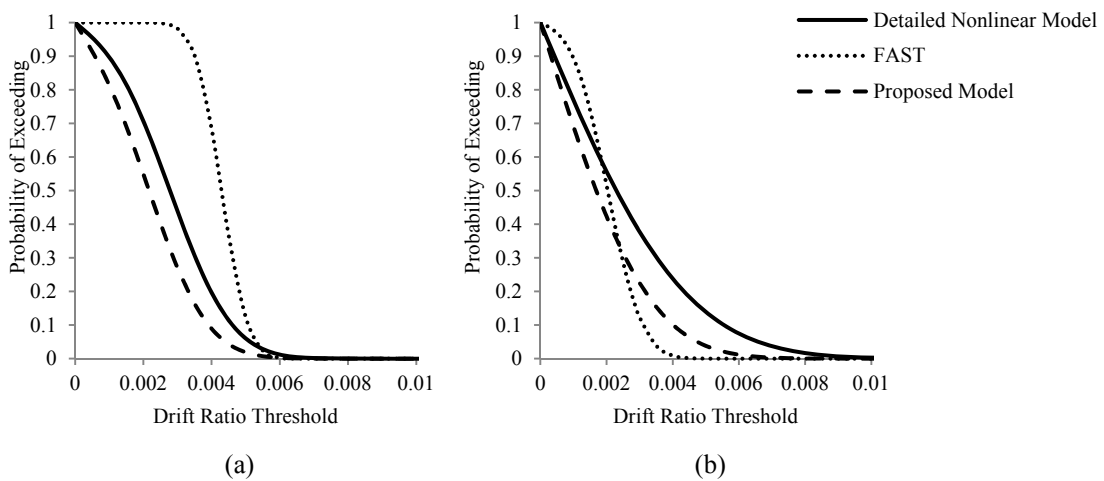 Probability of Exceeding
1
0.9
0.8
0.7
0.6
0.5
0.4
0.3
0.2
0.1
0
0 0.002 0.004 0.006 0.008 0.01
Drift Ratio Threshold
(a)
Probability of Exceeding
1
0.9
0.8
0.7
0.6
0.5
0.4
0.3
0.2
0.1
0
0 0.002 0.004 0.006 0.008 0.01
Drift Ratio Threshold
(b)
Detailed Nonlinear Model
FAST
Proposed Model